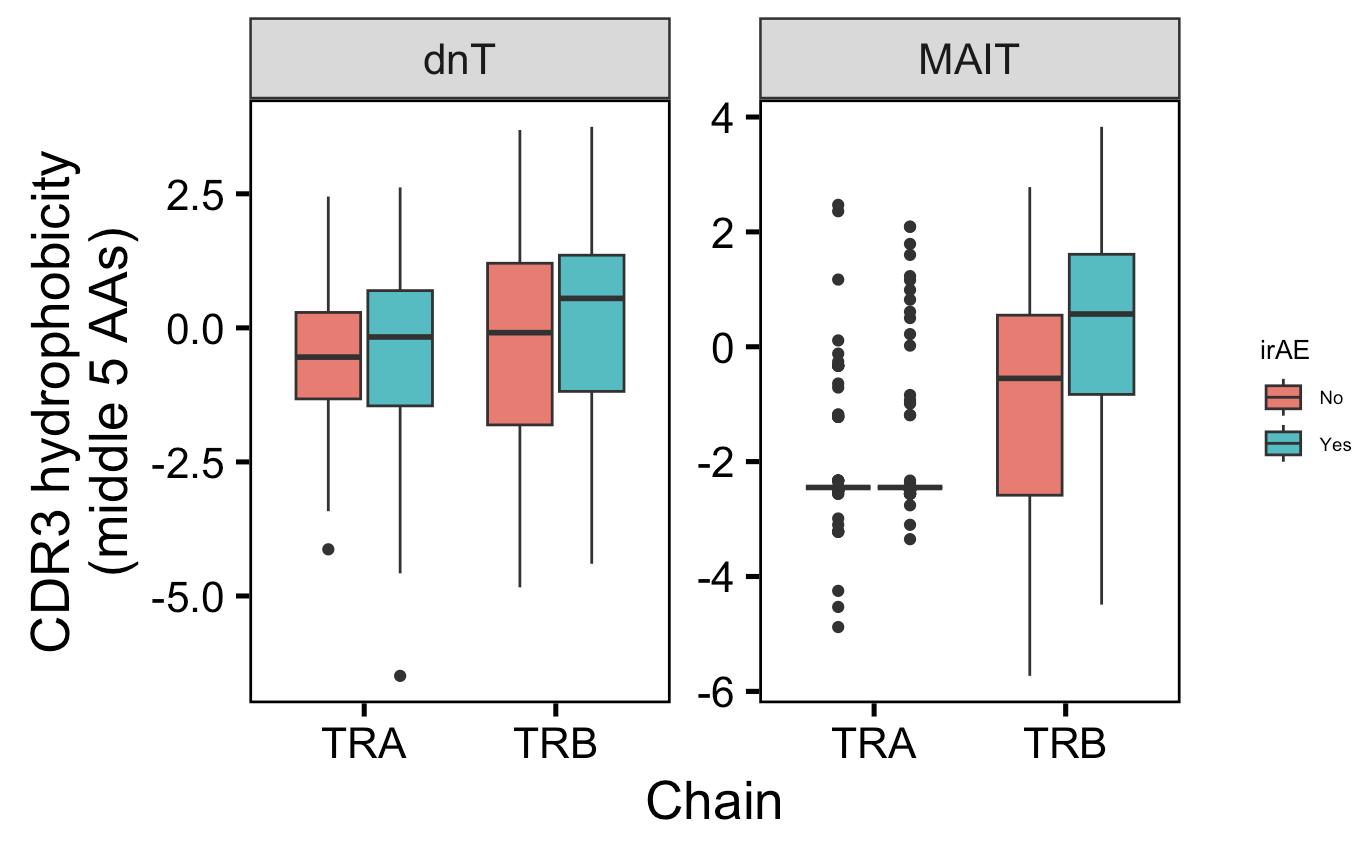 dnT
MAIT
CDR3 hydrophobicity
(middle 5 AAs)
2.5
0.0
-2.5
-5.0
4
2
0
-2
-4
-6
TRA
TRB
TRA
TRB
Chain
irAE
No
Yes